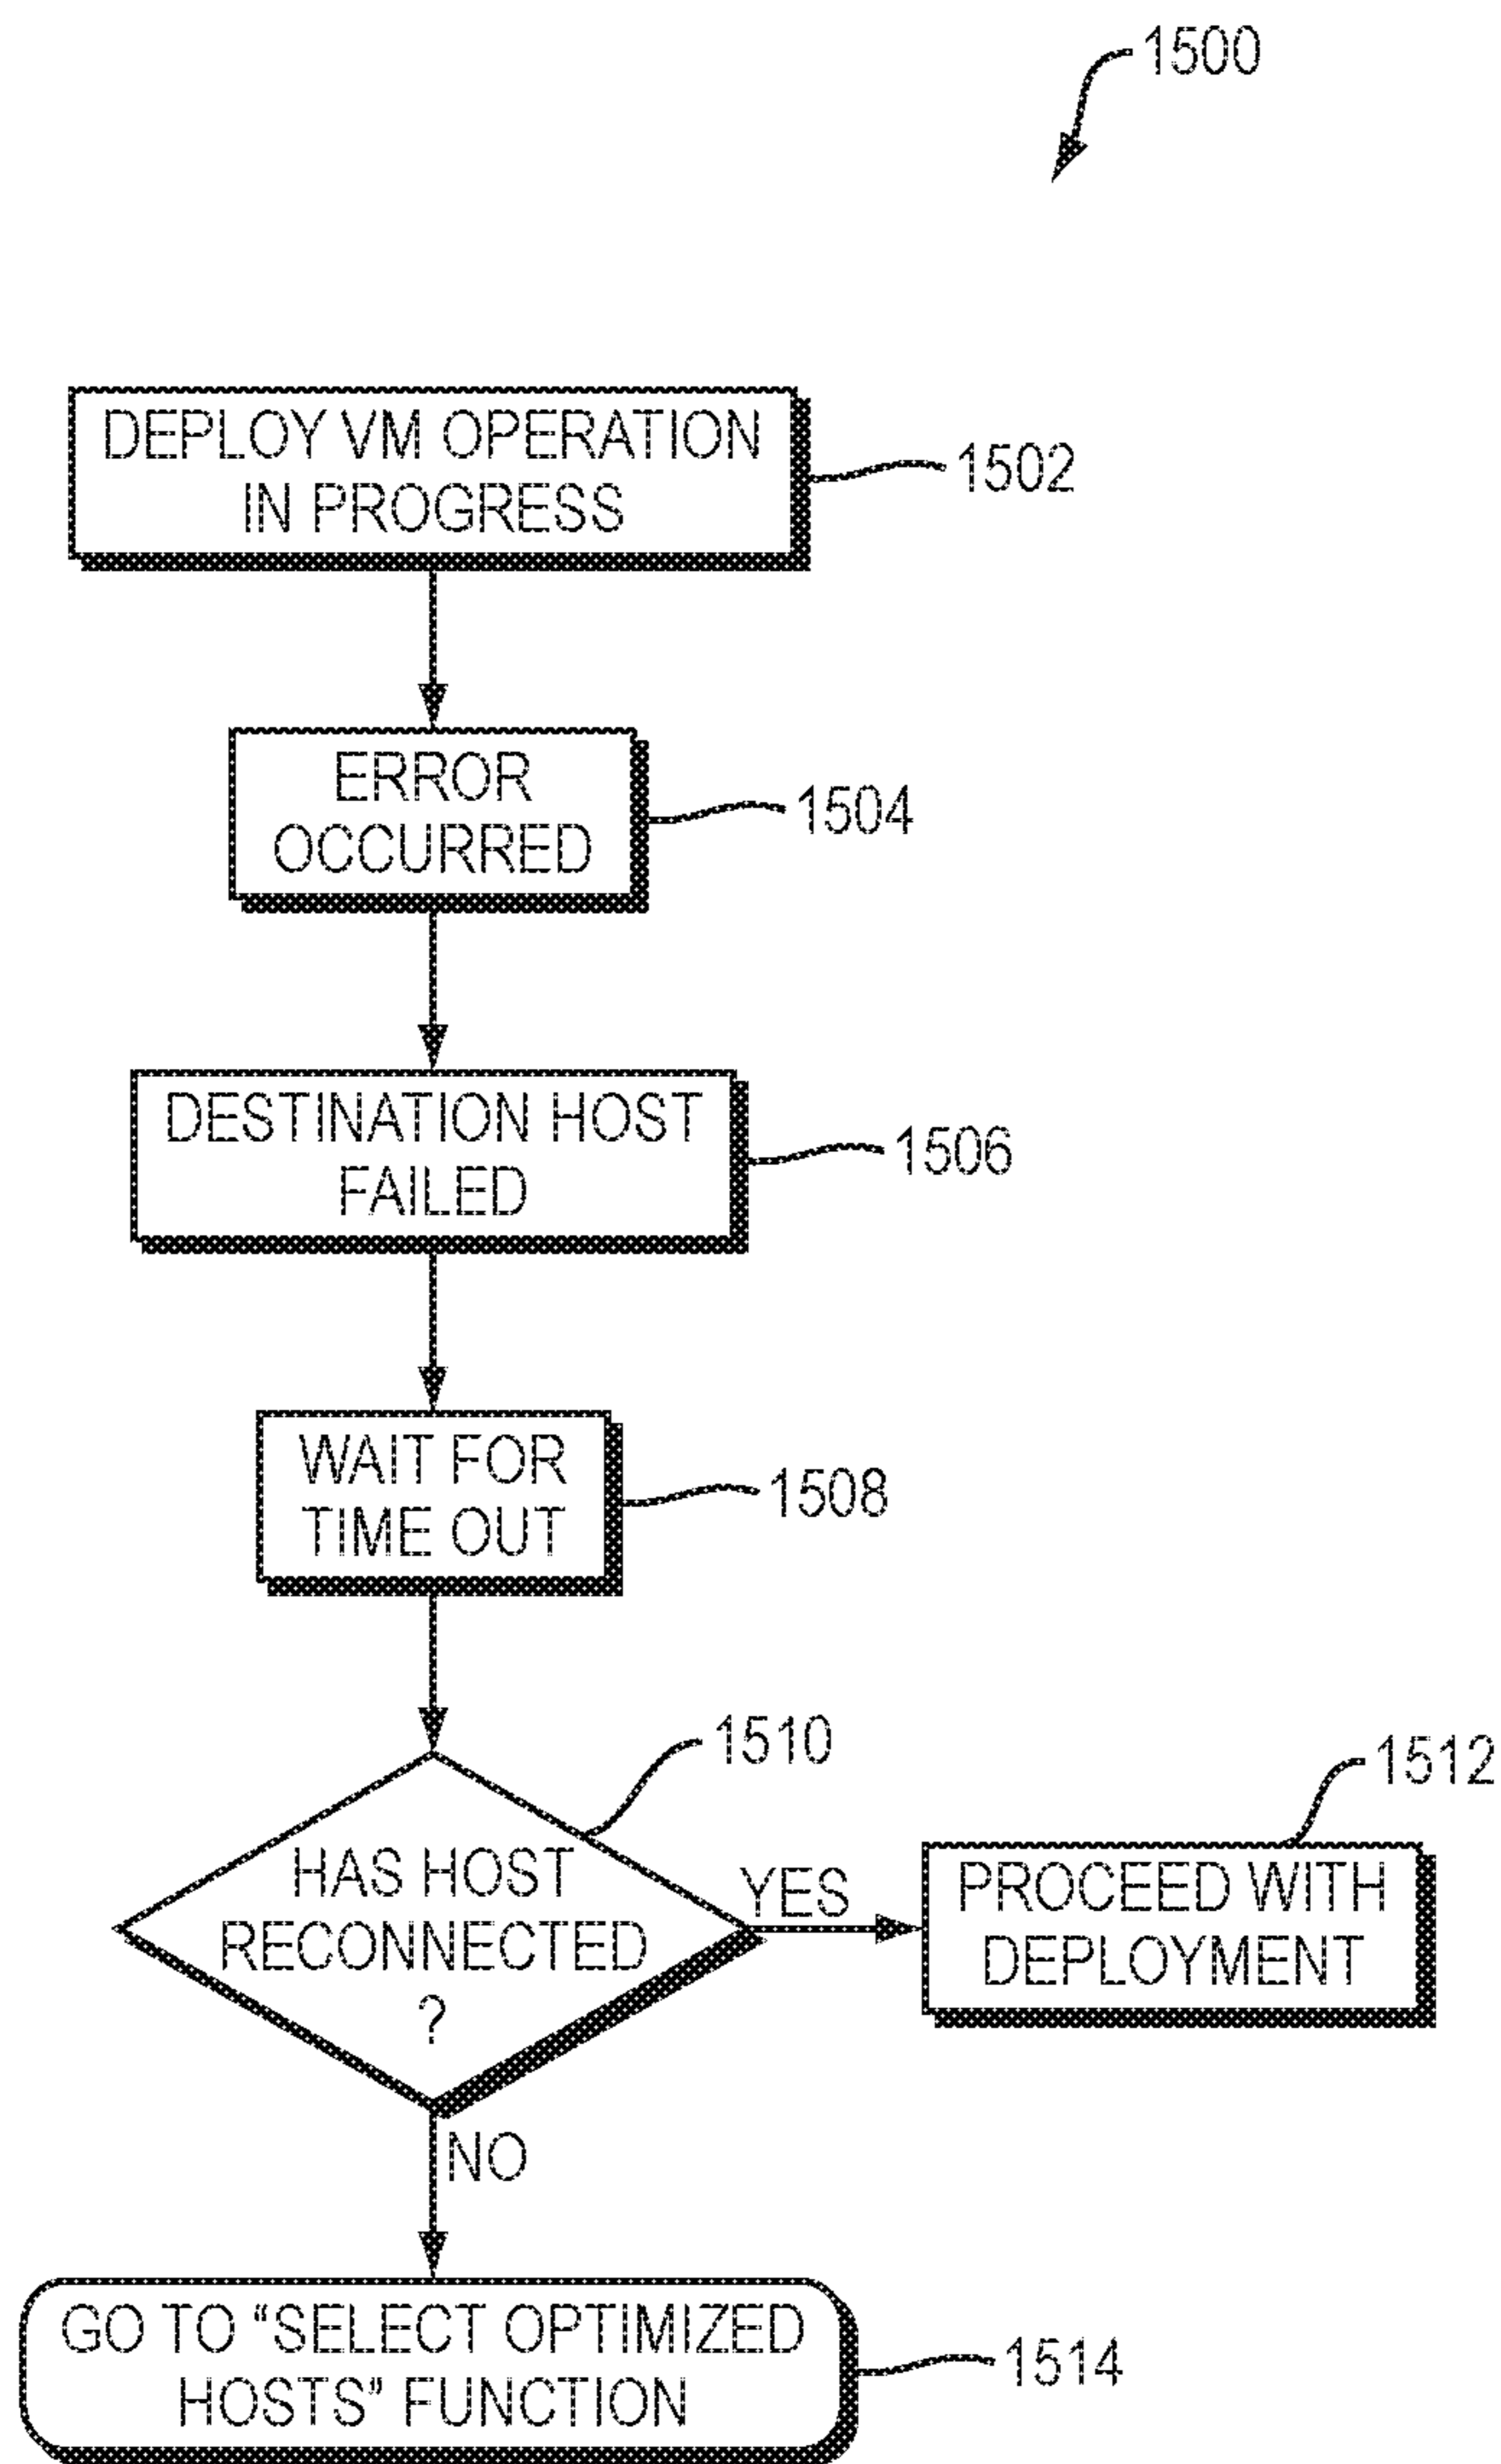 1500
DEPLOY VM OPERATION
IN PROGRESS
1502
ERROR
OCCURRED
1504
DESTINATION HOST
FAILED
1506
WAIT FOR
TIME OUT
1508
1510
HAS HOST
RECONNECTED
?
YES
1512
PROCEED WITH
DEPLOYMENT
NO
GO TO “SELECT OPTIMIZED
HOSTS” FUNCTION
1514